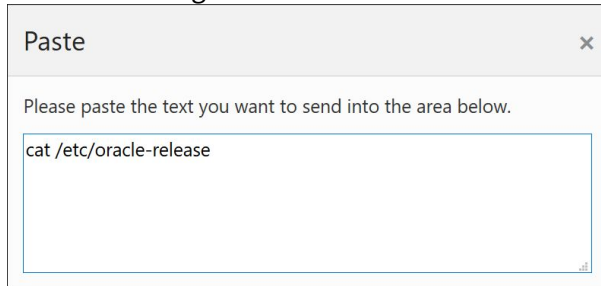 Paste
×
Please paste the text you want to send into the area below.
cat /etc/oracle-release